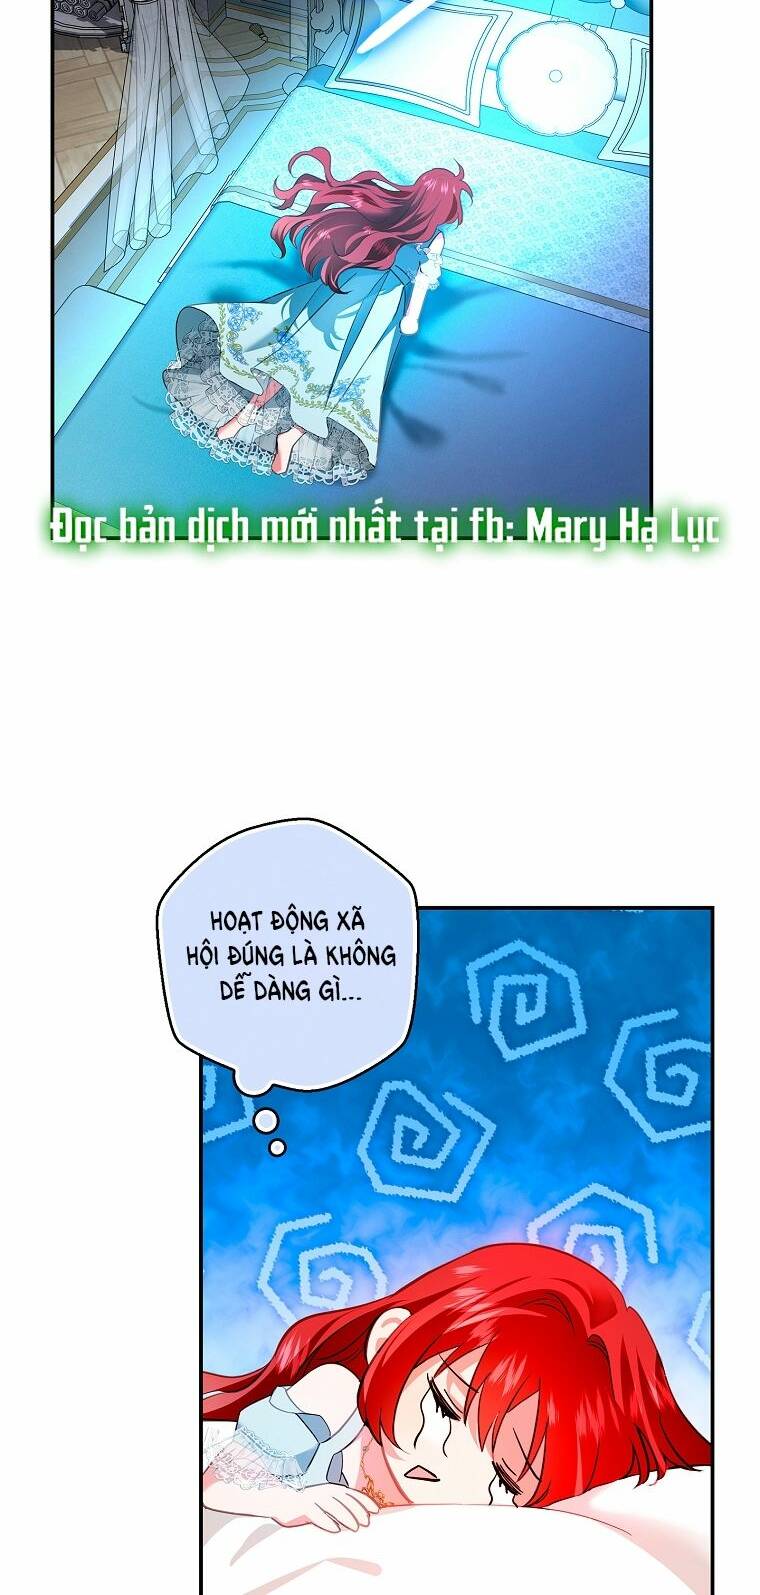 Đọc bản dịch mới nhất tại fb: Mary Hạ Lục
HOẠT ĐỘNG XÃ
HỘI ĐÚNG LÀ KHÔNG
DỄ DÀNG GÌ...